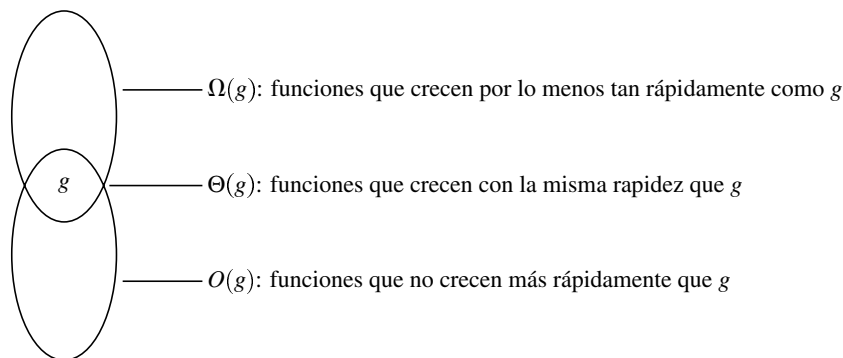 Ω(g): funciones que crecen por lo menos tan rápidamente como g
g
Θ(g): funciones que crecen con la misma rapidez que g
O(g): funciones que no crecen más rápidamente que g